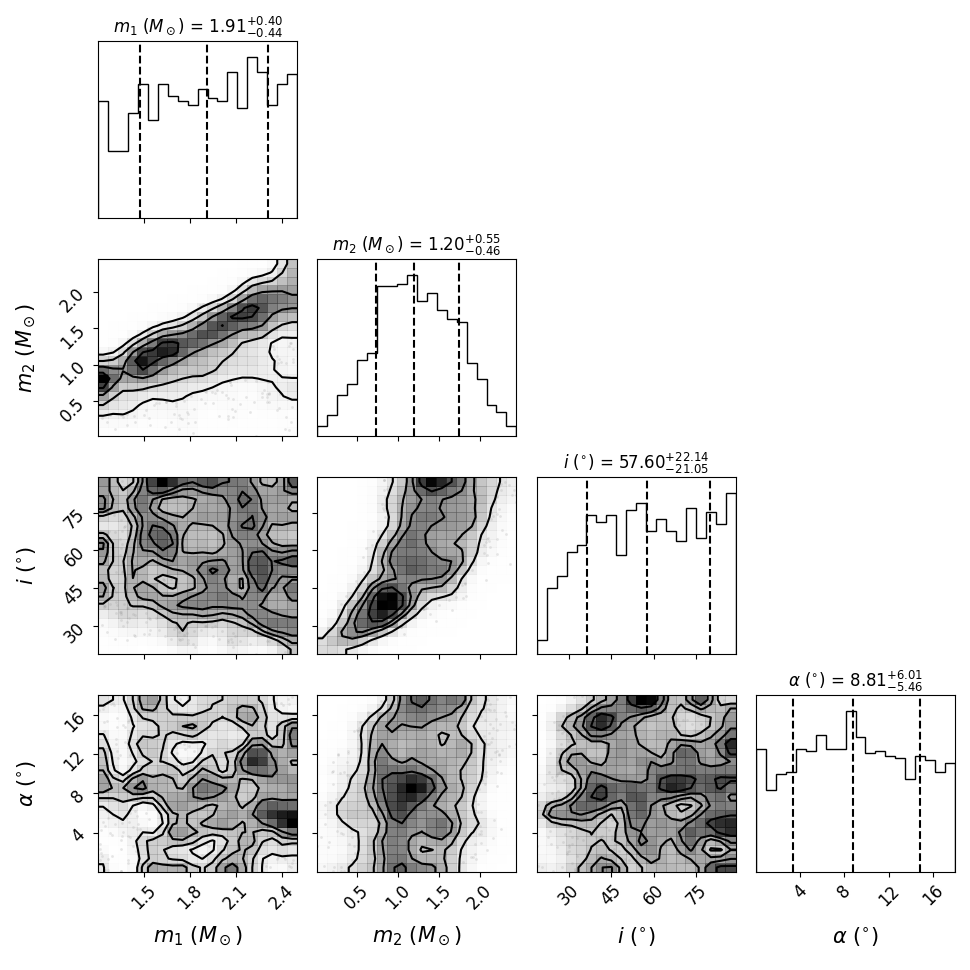 m₁ (M⊙) = 1.91+0.40−0.44
m₂ (M⊙) = 1.20+0.55−0.46
2.0
1.5
1.0
0.5
m₂ (M⊙)
i (°) = 57.60+22.14−21.05
75
60
45
30
i (°)
α (°) = 8.81+6.01−5.46
16
12
8
4
α (°)
1.5 1.8 2.1 2.4 0.5 1.0 1.5 2.0 30 45 60 75 4 8 12 16
m₁ (M⊙) m₂ (M⊙) i (°) α (°)